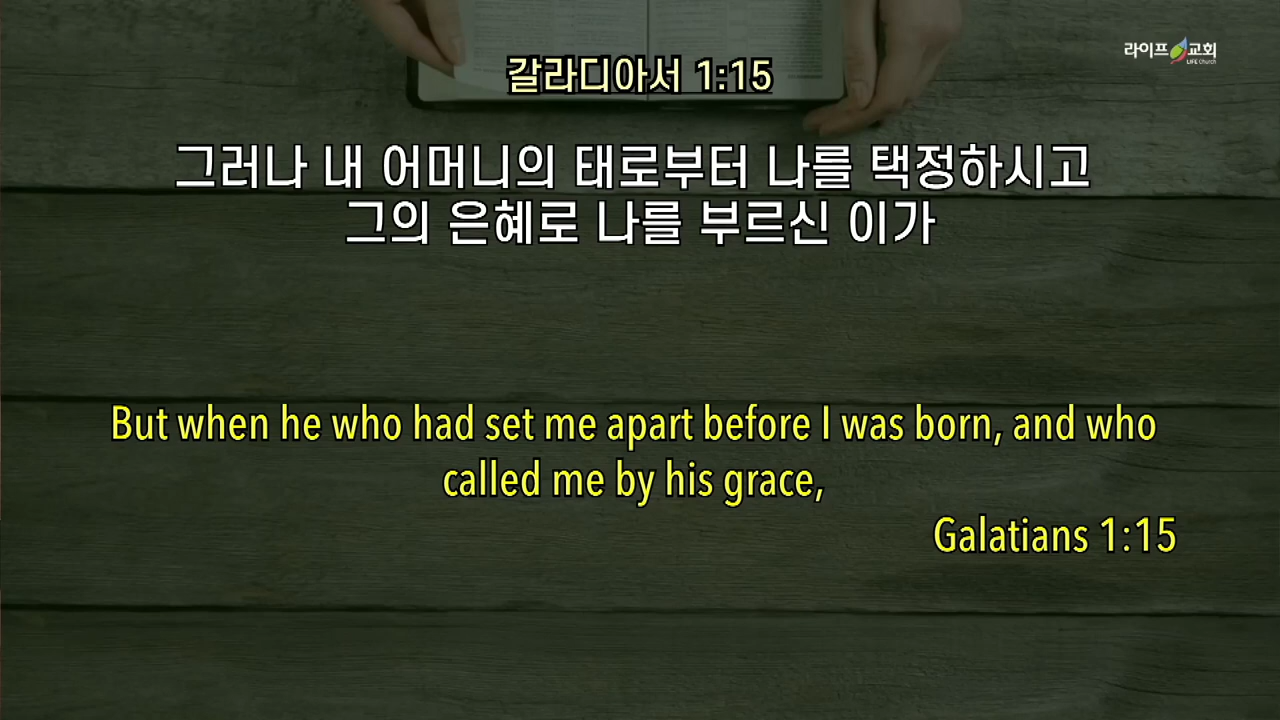 라이프 교회
LIFE Church
갈라디아서 1:15
그러나 내 어머니의 태로부터 나를 택정하시고
그의 은혜로 나를 부르신 이가
But when he who had set me apart before I was born, and who
called me by his grace,
Galatians 1:15